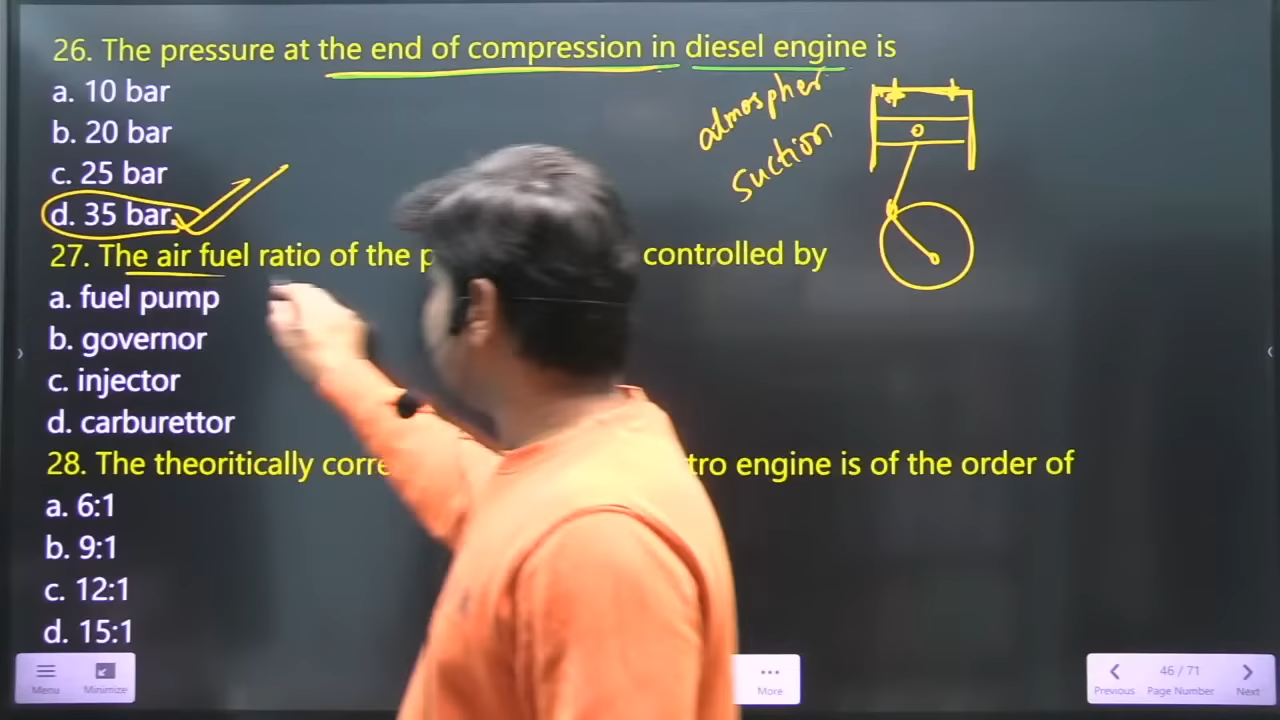 26. The pressure at the end of compression in diesel engine is
a. 10 bar
b. 20 bar
c. 25 bar
d. 35 bar
atmospher
suction
27. The air fuel ratio of the p controlled by
a. fuel pump
b. governor
c. injector
d. carburettor
28. The theoritically corre tro engine is of the order of
a. 6:1
b. 9:1
c. 12:1
d. 15:1
Menu
Minimize
More
46 / 71
Previous Page Number Next